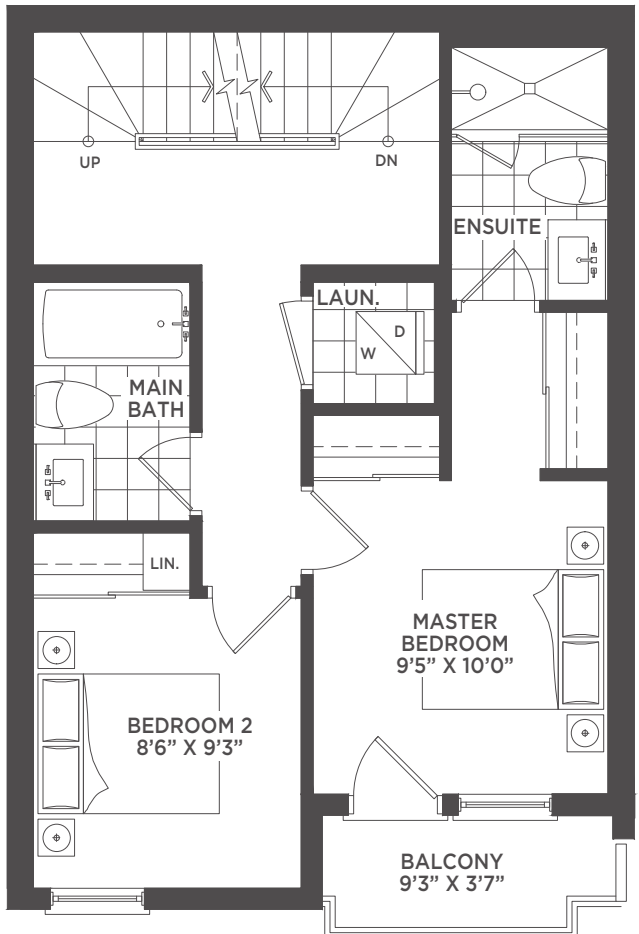 UP
DN
ENSUITE
LAUN.
D
W
MAIN
BATH
LIN.
MASTER
BEDROOM
9’5” X 10’0”
BEDROOM 2
8’6” X 9’3”
BALCONY
9’3” X 3’7”